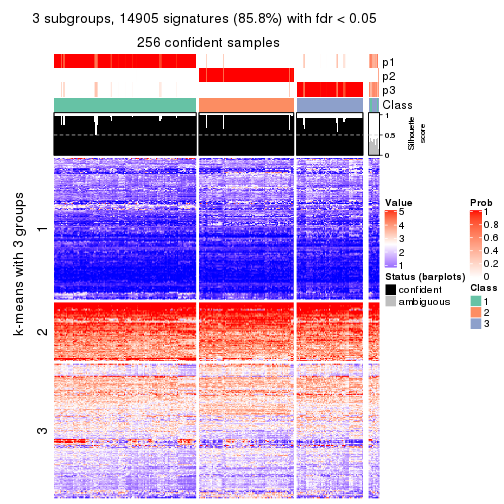 3 subgroups, 14905 signatures (85.8%) with fdr < 0.05
256 confident samples
p1
p2
p3
Class
1
0.5
0
Silhouette
score
k-means with 3 groups
1
2
3
Value
5
4
3
2
1
Status (barplots)
confident
ambiguous
Prob
1
0.8
0.6
0.4
0.2
0
Class
1
2
3